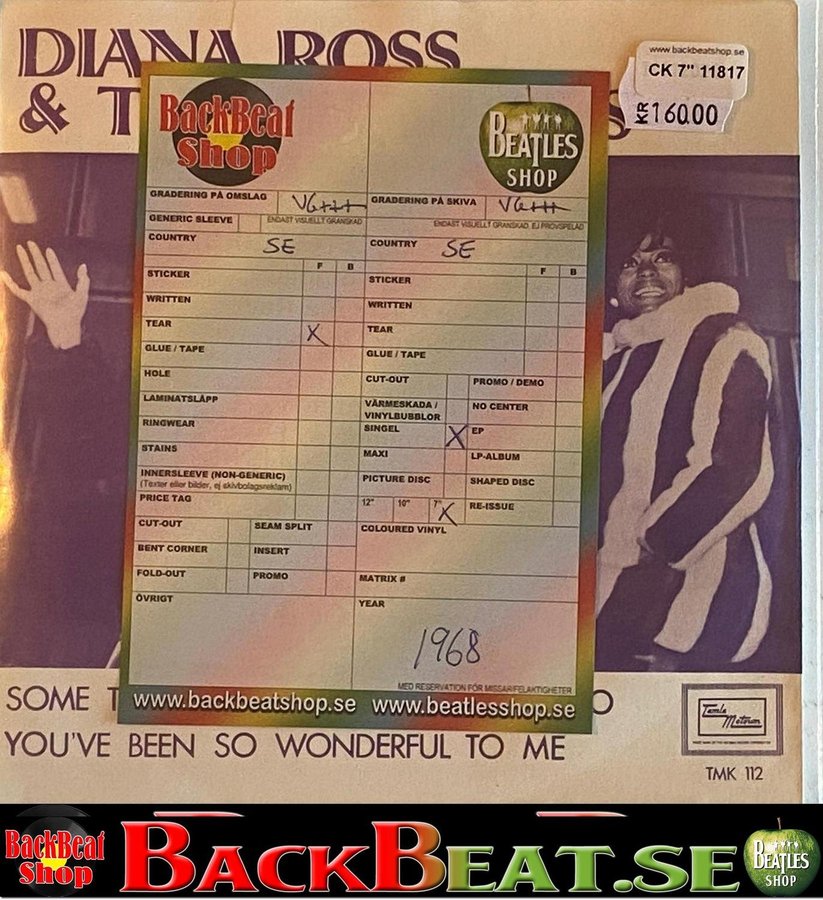 DIANA ROSS
& T S
www.backbeatshop.se
CK 7" 11817
KR 160.00
BackBeat
Shop
BEATLES
SHOP
GRADERING PÅ OMSLAG VG+++
GRADERING PÅ SKIVA VG+++
GENERIC SLEEVE ENDAST VISUELLT GRANSKAD
ENDAST VISUELLT GRANSKAD, EJ PROVSPELAD
COUNTRY SE
COUNTRY SE
F B
STICKER
WRITTEN
TEAR X
GLUE / TAPE
HOLE
LAMINATSLÄPP
RINGWEAR
STAINS
INNERSLEEVE (NON-GENERIC)
(Texter eller bilder, ej skivbolagsreklam)
PRICE TAG
CUT-OUT SEAM SPLIT
BENT CORNER INSERT
FOLD-OUT PROMO
ÖVRIGT
F B
STICKER
WRITTEN
TEAR
GLUE / TAPE
CUT-OUT PROMO / DEMO
VÄRMESKADA /
VINYLBUBBLOR NO CENTER
SINGEL X EP
MAXI LP-ALBUM
PICTURE DISC SHAPED DISC
12" 10" 7" X RE-ISSUE
COLOURED VINYL
MATRIX #
YEAR
1968
MED RESERVATION FÖR MISSAR/FELAKTIGHETER
www.backbeatshop.se www.beatlesshop.se
SOME T O
YOU'VE BEEN SO WONDERFUL TO ME
Tamla
Motown
TMK 112
BackBeat
Shop
BACKBEAT.SE
BEATLES
SHOP